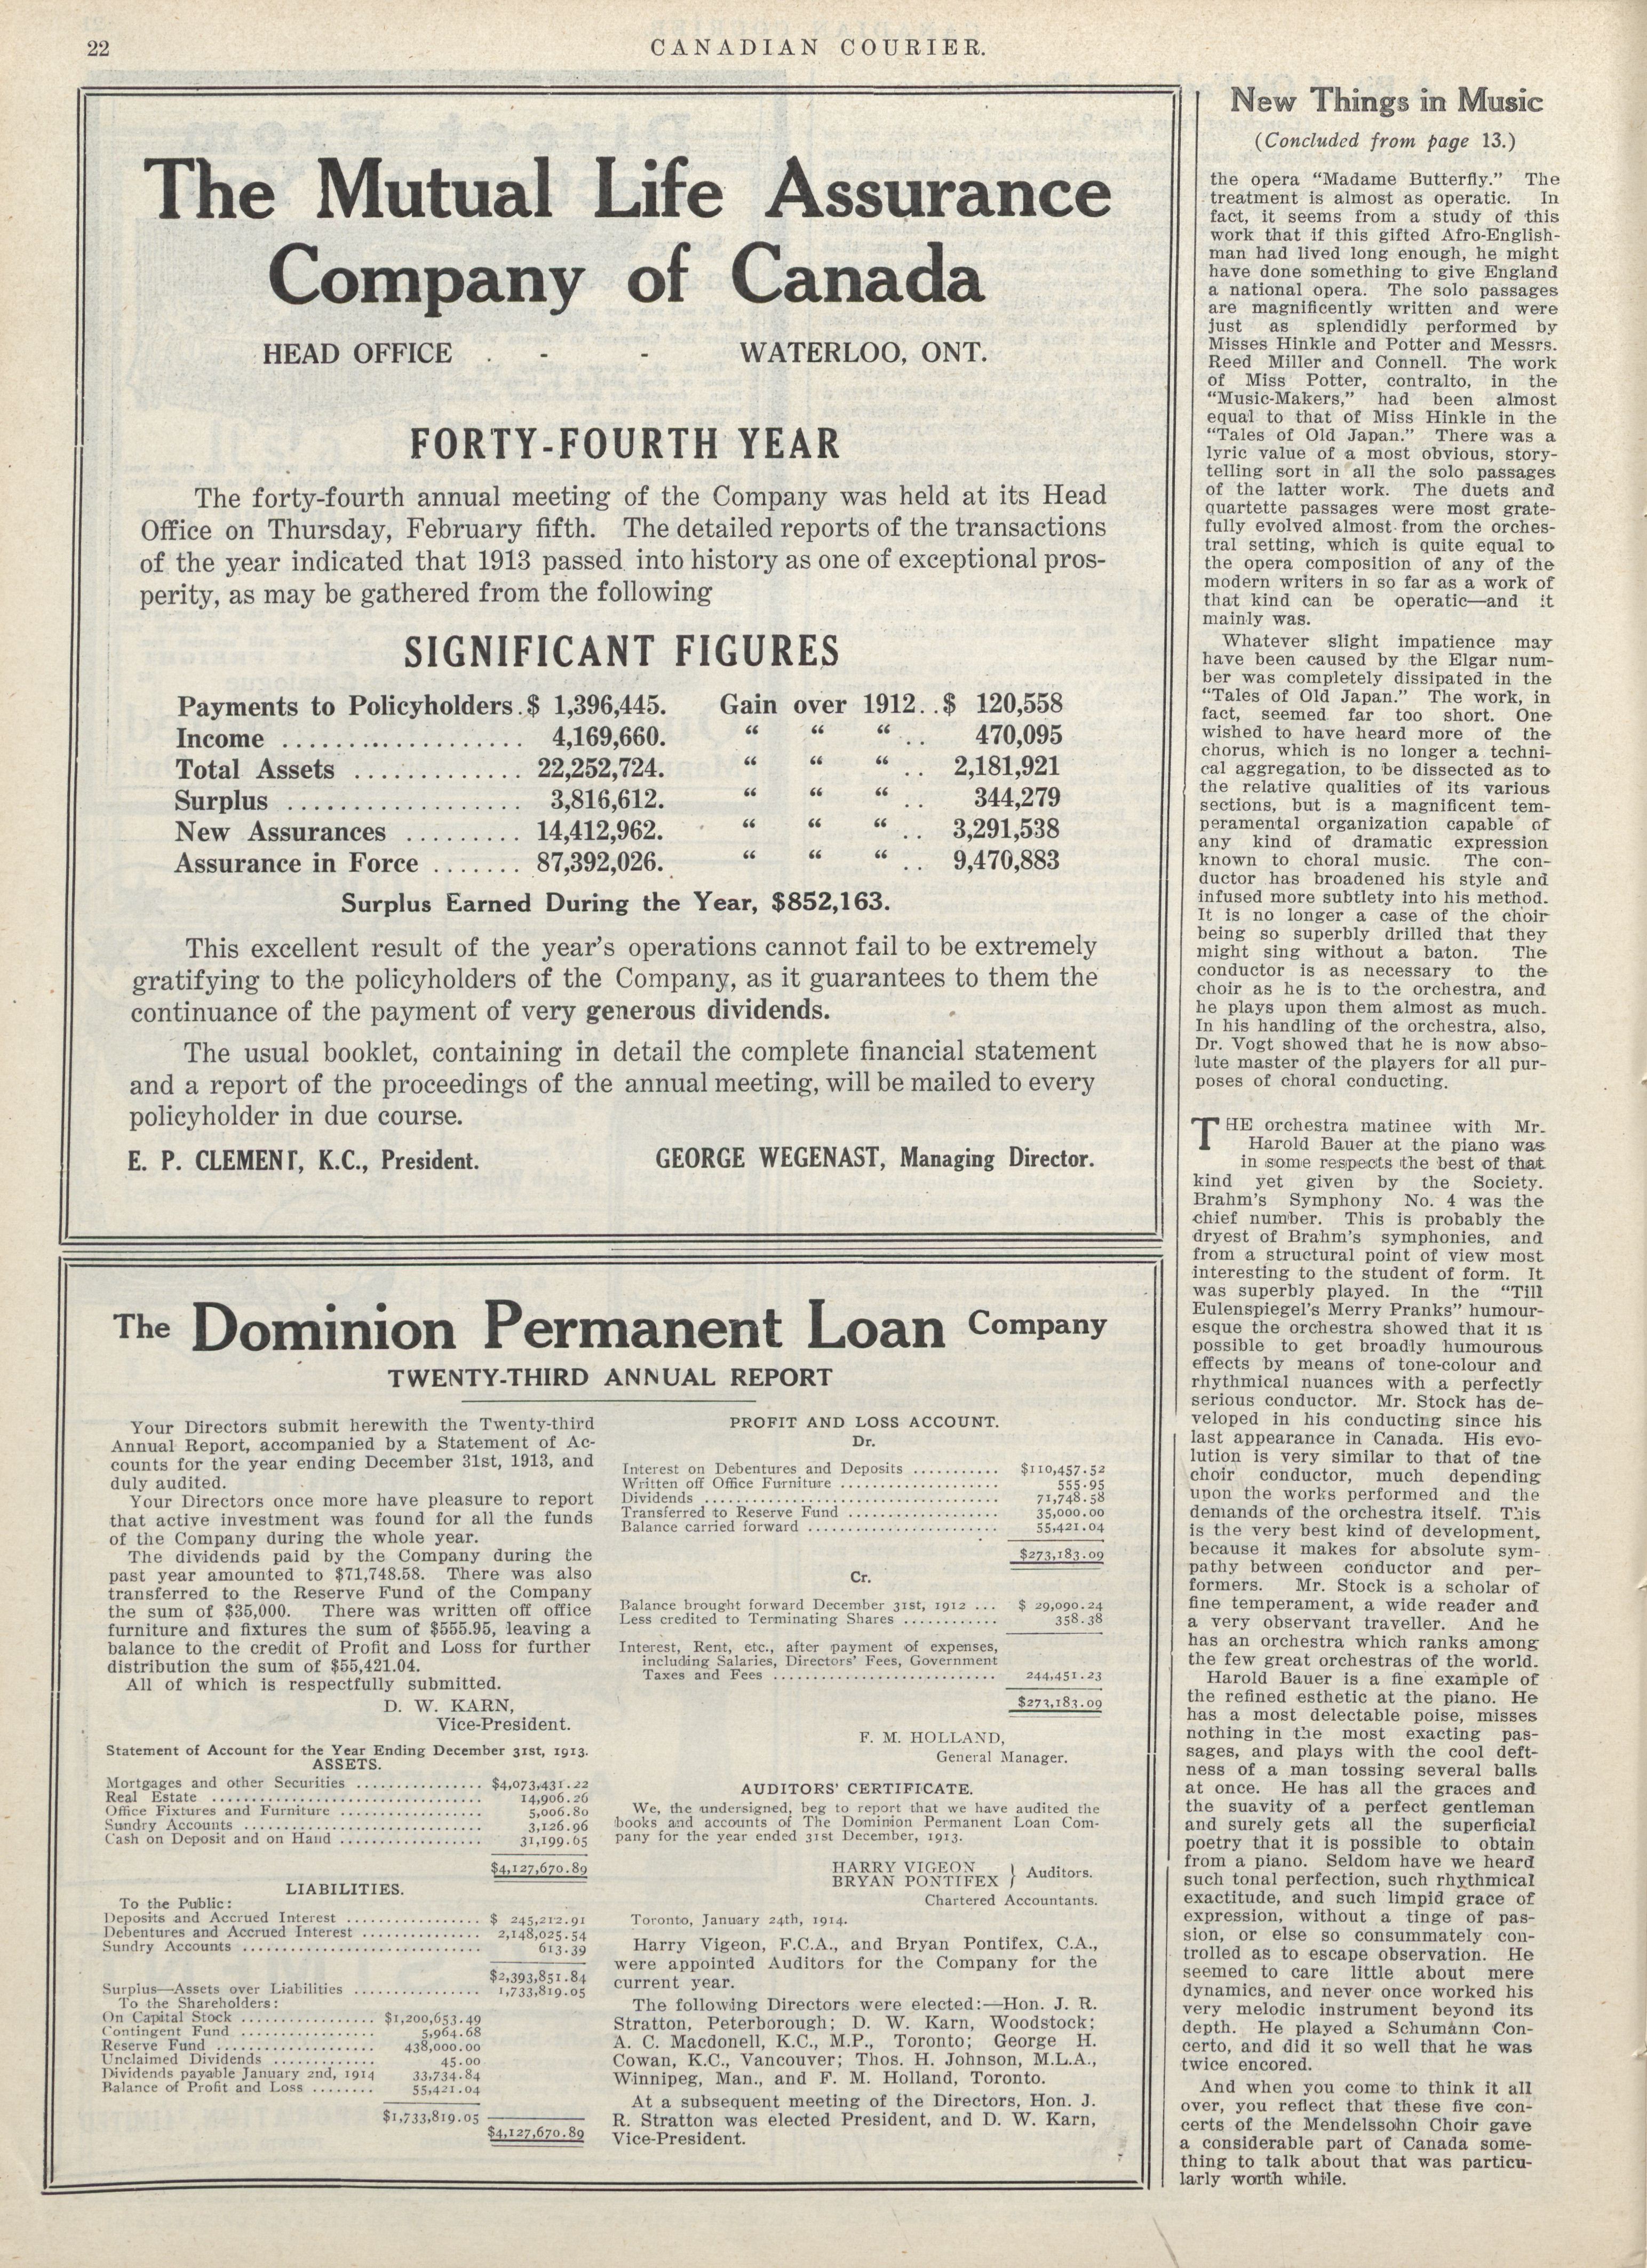 22
CANADIAN COURIER.
The Mutual Life Assurance
Company of Canada
HEAD OFFICE - - WATERLOO, ONT.
FORTY-FOURTH YEAR
The forty-fourth annual meeting of the Company was held at its Head
Office on Thursday, February fifth. The detailed reports of the transactions
of the year indicated that 1913 passed into history as one of exceptional pros-
perity, as may be gathered from the following
SIGNIFICANT FIGURES
Payments to Policyholders . $ 1,396,445. Gain over 1912 . . $ 120,558
Income .................... 4,169,660. “ “ “ .. 470,095
Total Assets ............. 22,252,724. “ “ “ .. 2,181,921
Surplus .................. 3,816,612. “ “ “ .. 344,279
New Assurances ......... 14,412,962. “ “ “ .. 3,291,538
Assurance in Force ....... 87,392,026. “ “ “ .. 9,470,883
Surplus Earned During the Year, $852,163.
This excellent result of the year's operations cannot fail to be extremely
gratifying to the policyholders of the Company, as it guarantees to them the
continuance of the payment of very generous dividends.
The usual booklet, containing in detail the complete financial statement
and a report of the proceedings of the annual meeting, will be mailed to every
policyholder in due course.
E. P. CLEMENT, K.C., President. GEORGE WEGENAST, Managing Director.
The Dominion Permanent Loan Company
TWENTY-THIRD ANNUAL REPORT
Your Directors submit herewith the Twenty-third
Annual Report, accompanied by a Statement of Ac-
counts for the year ending December 31st, 1913, and
duly audited.
Your Directors once more have pleasure to report
that active investment was found for all the funds
of the Company during the whole year.
The dividends paid by the Company during the
past year amounted to $71,748.58. There was also
transferred to the Reserve Fund of the Company
the sum of $35,000. There was written off office
furniture and fixtures the sum of $555.95, leaving a
balance to the credit of Profit and Loss for further
distribution the sum of $55,421.04.
All of which is respectfully submitted.
D. W. KARN,
Vice-President.
Statement of Account for the Year Ending December 31st, 1913.
ASSETS.
Mortgages and other Securities ................ $4,073,431.22
Real Estate .................................. 14,906.26
Office Fixtures and Furniture .................. 5,006.80
Sundry Accounts .............................. 3,126.96
Cash on Deposit and on Hand .................. 31,199.65
$4,127,670.89
LIABILITIES.
To the Public:
Deposits and Accrued Interest ................. $ 245,212.91
Debentures and Accrued Interest ............... 2,148,025.54
Sundry Accounts .............................. 613.39
$2,393,851.84
Surplus—Assets over Liabilities ................ 1,733,819.05
To the Shareholders:
On Capital Stock ................ $1,200,653.49
Contingent Fund ................. 5,964.68
Reserve Fund .................... 438,000.00
Unclaimed Dividends ............. 45.00
Dividends payable January 2nd, 1914 33,734.84
Balance of Profit and Loss ........ 55,421.04
$1,733,819.05
$4,127,670.89
PROFIT AND LOSS ACCOUNT.
Dr.
Interest on Debentures and Deposits ........... $110,457.52
Written off Office Furniture .................... 555.95
Dividends ..................................... 71,748.58
Transferred to Reserve Fund ................... 35,000.00
Balance carried forward ........................ 55,421.04
$273,183.09
Cr.
Balance brought forward December 31st, 1912 ... $ 29,090.24
Less credited to Terminating Shares ............ 358.38
Interest, Rent, etc., after payment of expenses,
including Salaries, Directors' Fees, Government
Taxes and Fees ............................ 244,451.23
$273,183.09
F. M. HOLLAND,
General Manager.
AUDITORS' CERTIFICATE.
We, the undersigned, beg to report that we have audited the
books and accounts of The Dominion Permanent Loan Com-
pany for the year ended 31st December, 1913.
HARRY VIGEON
BRYAN PONTIFEX } Auditors.
Chartered Accountants.
Toronto, January 24th, 1914.
Harry Vigeon, F.C.A., and Bryan Pontifex, C.A.,
were appointed Auditors for the Company for the
current year.
The following Directors were elected:—Hon. J. R.
Stratton, Peterborough; D. W. Karn, Woodstock;
A. C. Macdonell, K.C., M.P., Toronto; George H.
Cowan, K.C., Vancouver; Thos. H. Johnson, M.L.A.,
Winnipeg, Man., and F. M. Holland, Toronto.
At a subsequent meeting of the Directors, Hon. J.
R. Stratton was elected President, and D. W. Karn,
Vice-President.
New Things in Music
(Concluded from page 13.)
the opera “Madame Butterfly.” The
treatment is almost as operatic. In
fact, it seems from a study of this
work that if this gifted Afro-English-
man had lived long enough, he might
have done something to give England
a national opera. The solo passages
are magnificently written and were
just as splendidly performed by
Misses Hinkle and Potter and Messrs.
Reed Miller and Connell. The work
of Miss Potter, contralto, in the
“Music-Makers,” had been almost
equal to that of Miss Hinkle in the
“Tales of Old Japan.” There was a
lyric value of a most obvious, story-
telling sort in all the solo passages
of the latter work. The duets and
quartette passages were most grate-
fully evolved almost from the orches-
tral setting, which is quite equal to
the opera composition of any of the
modern writers in so far as a work of
that kind can be operatic—and it
mainly was.
Whatever slight impatience may
have been caused by the Elgar num-
ber was completely dissipated in the
“Tales of Old Japan.” The work, in
fact, seemed far too short. One
wished to have heard more of the
chorus, which is no longer a techni-
cal aggregation, to be dissected as to
the relative qualities of its various
sections, but is a magnificent tem-
peramental organization capable of
any kind of dramatic expression
known to choral music. The con-
ductor has broadened his style and
infused more subtlety into his method.
It is no longer a case of the choir
being so superbly drilled that they
might sing without a baton. The
conductor is as necessary to the
choir as he is to the orchestra, and
he plays upon them almost as much.
In his handling of the orchestra, also,
Dr. Vogt showed that he is now abso-
lute master of the players for all pur-
poses of choral conducting.
THE orchestra matinee with Mr.
Harold Bauer at the piano was
in some respects the best of that
kind yet given by the Society.
Brahm's Symphony No. 4 was the
chief number. This is probably the
dryest of Brahm's symphonies, and
from a structural point of view most
interesting to the student of form. It
was superbly played. In the “Till
Eulenspiegel's Merry Pranks” humour-
esque the orchestra showed that it is
possible to get broadly humourous
effects by means of tone-colour and
rhythmical nuances with a perfectly
serious conductor. Mr. Stock has de-
veloped in his conducting since his
last appearance in Canada. His evo-
lution is very similar to that of the
choir conductor, much depending
upon the works performed and the
demands of the orchestra itself. This
is the very best kind of development,
because it makes for absolute sym-
pathy between conductor and per-
formers. Mr. Stock is a scholar of
fine temperament, a wide reader and
a very observant traveller. And he
has an orchestra which ranks among
the few great orchestras of the world.
Harold Bauer is a fine example of
the refined esthetic at the piano. He
has a most delectable poise, misses
nothing in the most exacting pas-
sages, and plays with the cool deft-
ness of a man tossing several balls
at once. He has all the graces and
the suavity of a perfect gentleman
and surely gets all the superficial
poetry that it is possible to obtain
from a piano. Seldom have we heard
such tonal perfection, such rhythmical
exactitude, and such limpid grace of
expression, without a tinge of pas-
sion, or else so consummately con-
trolled as to escape observation. He
seemed to care little about mere
dynamics, and never once worked his
very melodic instrument beyond its
depth. He played a Schumann Con-
certo, and did it so well that he was
twice encored.
And when you come to think it all
over, you reflect that these five con-
certs of the Mendelssohn Choir gave
a considerable part of Canada some-
thing to talk about that was particu-
larly worth while.